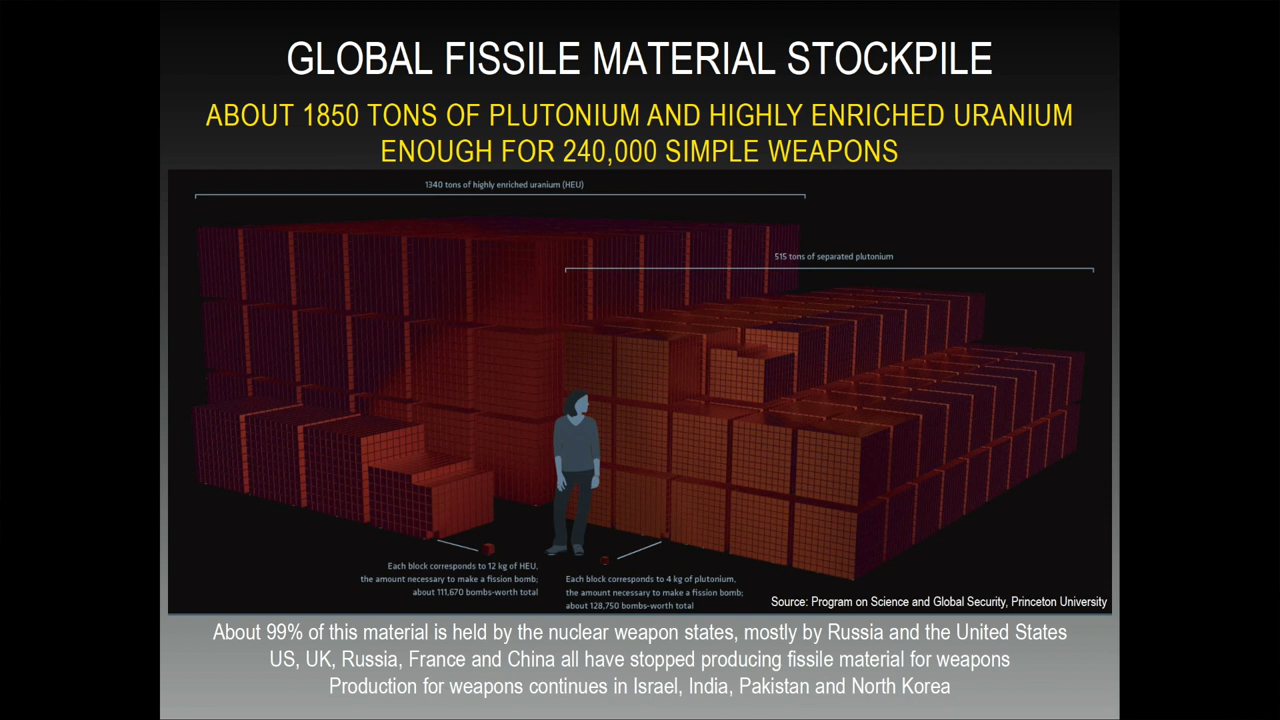 GLOBAL FISSILE MATERIAL STOCKPILE
ABOUT 1850 TONS OF PLUTONIUM AND HIGHLY ENRICHED URANIUM
ENOUGH FOR 240,000 SIMPLE WEAPONS
1340 tons of highly enriched uranium (HEU)
515 tons of separated plutonium
Each block corresponds to 12 kg of HEU,
the amount necessary to make a fission bomb;
about 111,670 bombs-worth total
Each block corresponds to 4 kg of plutonium,
the amount necessary to make a fission bomb;
about 128,750 bombs-worth total
Source: Program on Science and Global Security, Princeton University
About 99% of this material is held by the nuclear weapon states, mostly by Russia and the United States
US, UK, Russia, France and China all have stopped producing fissile material for weapons
Production for weapons continues in Israel, India, Pakistan and North Korea